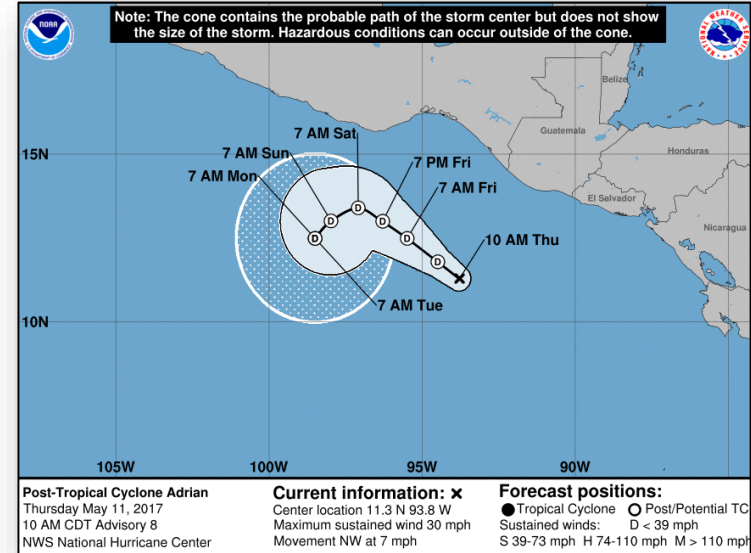 Note: The cone contains the probable path of the storm center but does not show
the size of the storm. Hazardous conditions can occur outside of the cone.
NOAA
NATIONAL WEATHER SERVICE
Belize
Guatemala
Honduras
El Salvador
Nicaragua
15N
10N
7 AM Sat
7 AM Sun
7 PM Fri
7 AM Mon
7 AM Fri
10 AM Thu
7 AM Tue
D
D
D
D
D
D
105W
100W
95W
90W
Post-Tropical Cyclone Adrian
Thursday May 11, 2017
10 AM CDT Advisory 8
NWS National Hurricane Center
Current information: ×
Center location 11.3 N 93.8 W
Maximum sustained wind 30 mph
Movement NW at 7 mph
Forecast positions:
● Tropical Cyclone ○ Post/Potential TC
Sustained winds: D < 39 mph
S 39-73 mph H 74-110 mph M > 110 mph